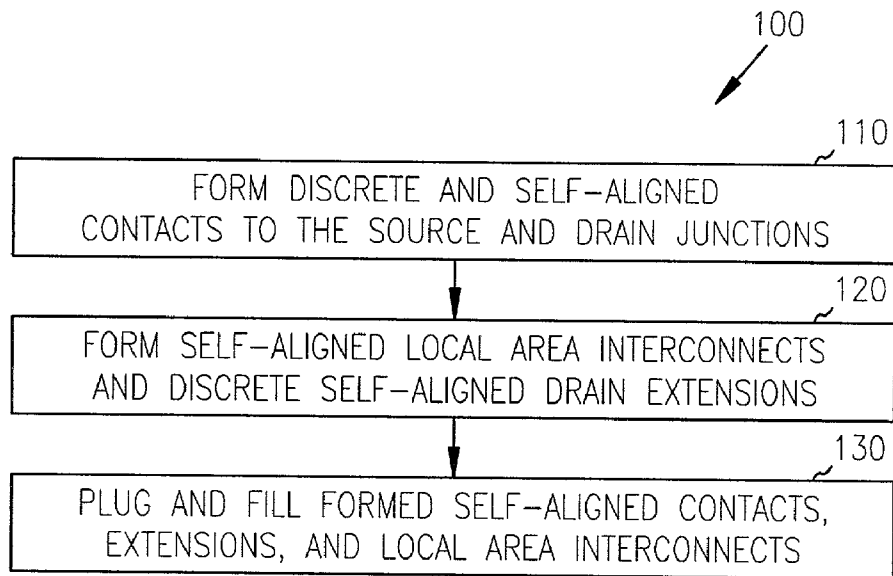 100
110
FORM DISCRETE AND SELF-ALIGNED
CONTACTS TO THE SOURCE AND DRAIN JUNCTIONS
120
FORM SELF-ALIGNED LOCAL AREA INTERCONNECTS
AND DISCRETE SELF-ALIGNED DRAIN EXTENSIONS
130
PLUG AND FILL FORMED SELF-ALIGNED CONTACTS,
EXTENSIONS, AND LOCAL AREA INTERCONNECTS